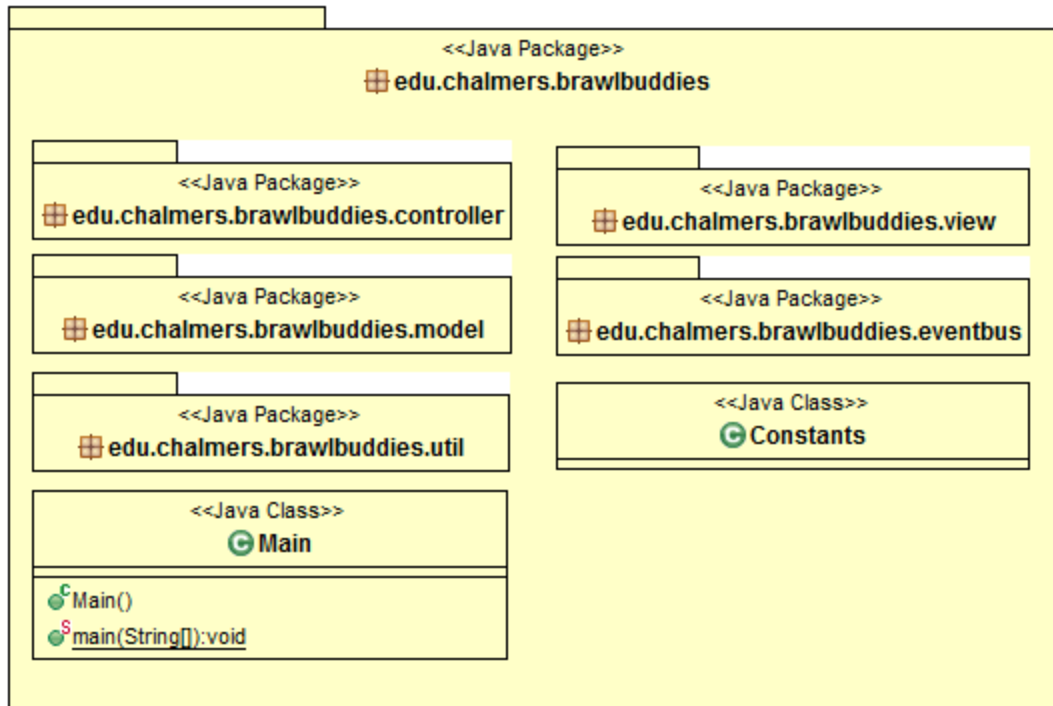 <<Java Package>>
edu.chalmers.brawlbuddies
<<Java Package>>
edu.chalmers.brawlbuddies.controller
<<Java Package>>
edu.chalmers.brawlbuddies.view
<<Java Package>>
edu.chalmers.brawlbuddies.model
<<Java Package>>
edu.chalmers.brawlbuddies.eventbus
<<Java Package>>
edu.chalmers.brawlbuddies.util
<<Java Class>>
C Constants
<<Java Class>>
C Main
C Main()
S main(String[]):void